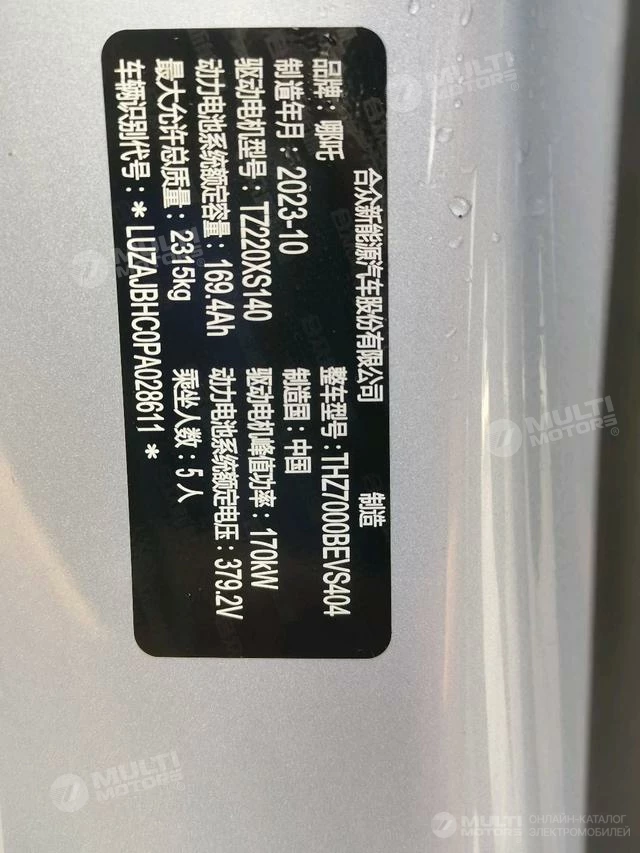 合众新能源汽车股份有限公司 制造
品牌：哪吒 整车型号：THZ7000BEVS404
制造年月：2023-10 制造国：中国
驱动电机型号：TZ220XS140 驱动电机峰值功率：170kW
动力电池系统额定容量：169.4Ah 动力电池系统额定电压：379.2V
最大允许总质量：2315kg 乘坐人数：5人
车辆识别代号：＊LUZAJBHC0PA028611＊
MULTI
MOTORS®
MULTI
MOTORS®
MULTI
MOTORS®
MULTI
MOTORS®
MULTI
MOTORS
ОНЛАЙН-КАТАЛОГ
ЭЛЕКТРОМОБИЛЕЙ